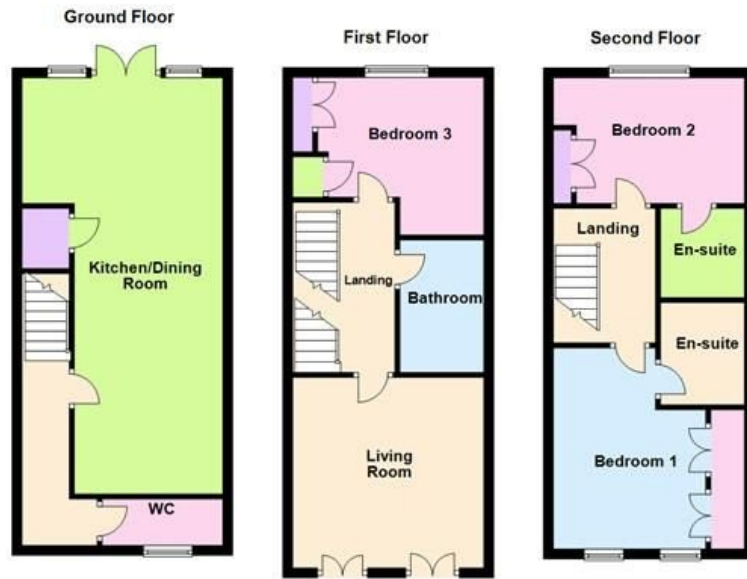 Ground Floor
Kitchen/Dining
Room
WC
First Floor
Bedroom 3
Landing
Bathroom
Living
Room
Second Floor
Bedroom 2
Landing
En-suite
En-suite
Bedroom 1